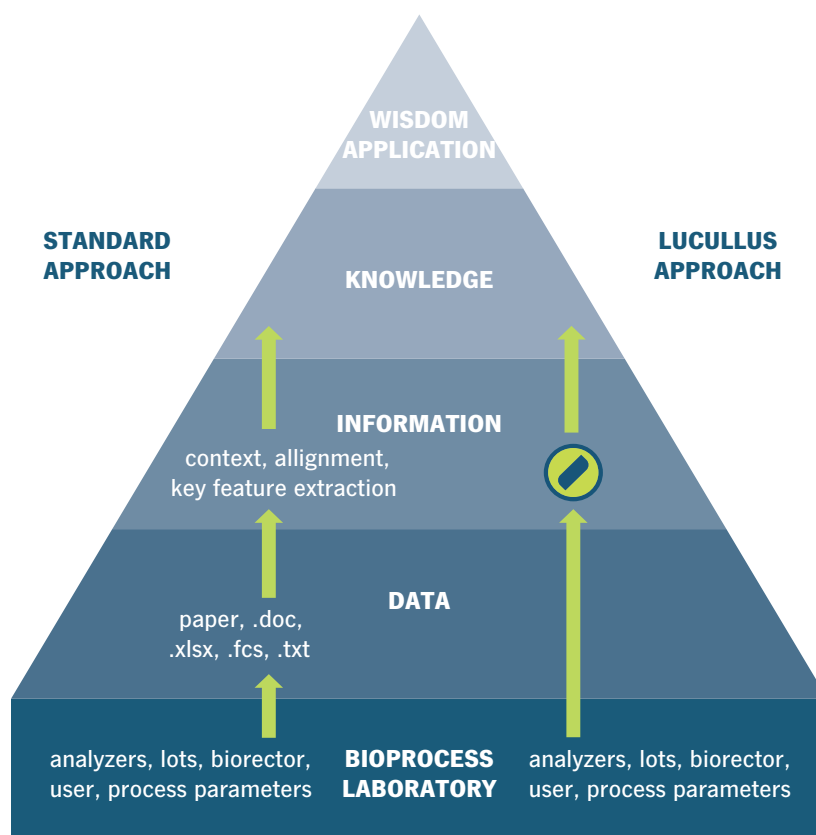 WISDOM
APPLICATION
STANDARD
APPROACH
LUCULLUS
APPROACH
KNOWLEDGE
INFORMATION
context, allignment,
key feature extraction
DATA
paper, .doc,
.xlsx, .fcs, .txt
analyzers, lots, biorector,
user, process parameters
BIOPROCESS
LABORATORY
analyzers, lots, biorector,
user, process parameters